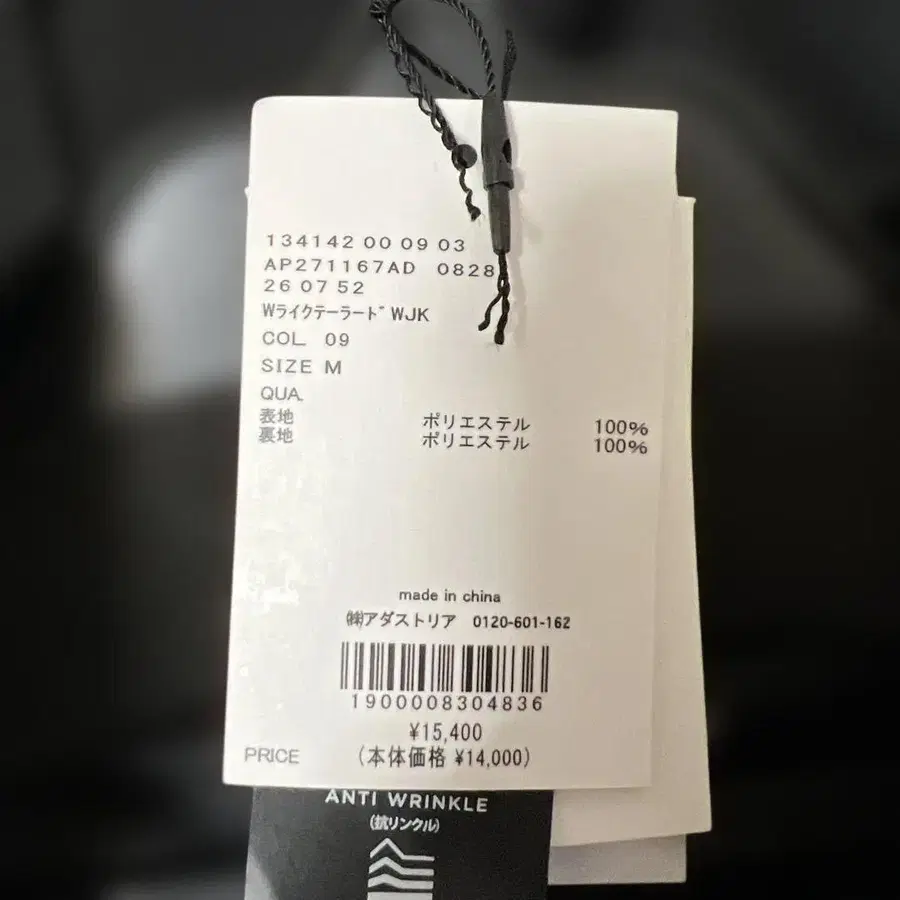 134142 00 09 03
AP271167AD 0828
26 07 52
WライクテーラードWJK
COL. 09
SIZE M
QUA.
表地 ポリエステル 100%
裏地 ポリエステル 100%
made in china
㈱アダストリア 0120-601-162
1900008304836
¥15,400
PRICE (本体価格 ¥14,000)
ANTI WRINKLE
(抗リンクル)